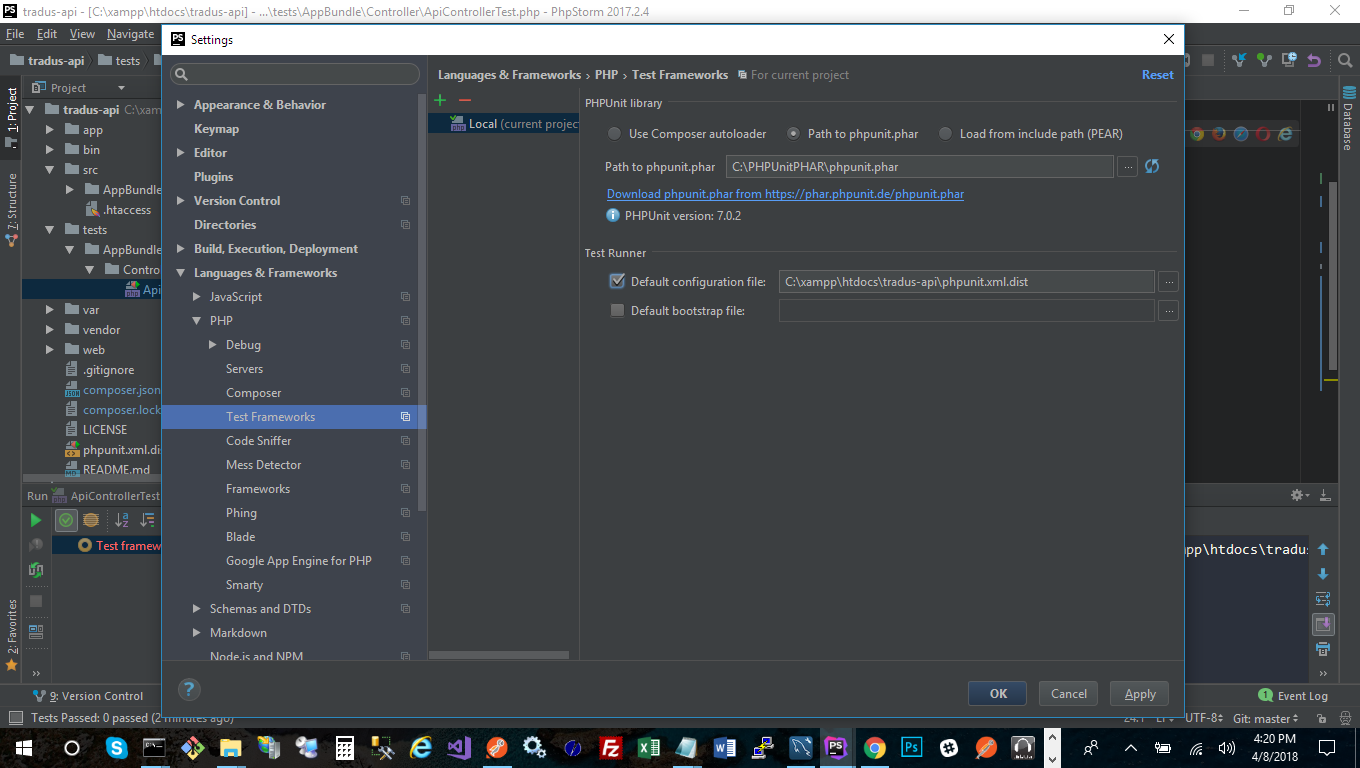 tradus-api - [C:\xampp\htdocs\tradus-api] - ...\tests\AppBundle\Controller\ApiControllerTest.php - PhpStorm 2017.2.4
File Edit View Navigate
tradus-api tests
Settings
Languages & Frameworks › PHP › Test Frameworks For current project Reset
1: Project
7: Structure
2: Favorites
Project
tradus-api C:\xam
app
bin
src
AppBundle
.htaccess
tests
AppBundle
Contro
Api
var
vendor
web
.gitignore
composer.json
composer.lock
LICENSE
phpunit.xml.dis
README.md
Appearance & Behavior
Keymap
Editor
Plugins
Version Control
Directories
Build, Execution, Deployment
Languages & Frameworks
JavaScript
PHP
Debug
Servers
Composer
Test Frameworks
Code Sniffer
Mess Detector
Frameworks
Phing
Blade
Google App Engine for PHP
Smarty
Schemas and DTDs
Markdown
Node.js and NPM
Local (current projec
PHPUnit library
Use Composer autoloader Path to phpunit.phar Load from include path (PEAR)
Path to phpunit.phar C:\PHPUnitPHAR\phpunit.phar ...
Download phpunit.phar from https://phar.phpunit.de/phpunit.phar
PHPUnit version: 7.0.2
Test Runner
Default configuration file: C:\xampp\htdocs\tradus-api\phpunit.xml.dist ...
Default bootstrap file: ...
Database
Run ApiControllerTest
Test framew
mpp\htdocs\tradus
? OK Cancel Apply
9: Version Control
1 Event Log
Tests Passed: 0 passed (2 minutes ago)
24:1 LF UTF-8 Git: master
4:20 PM
4/8/2018